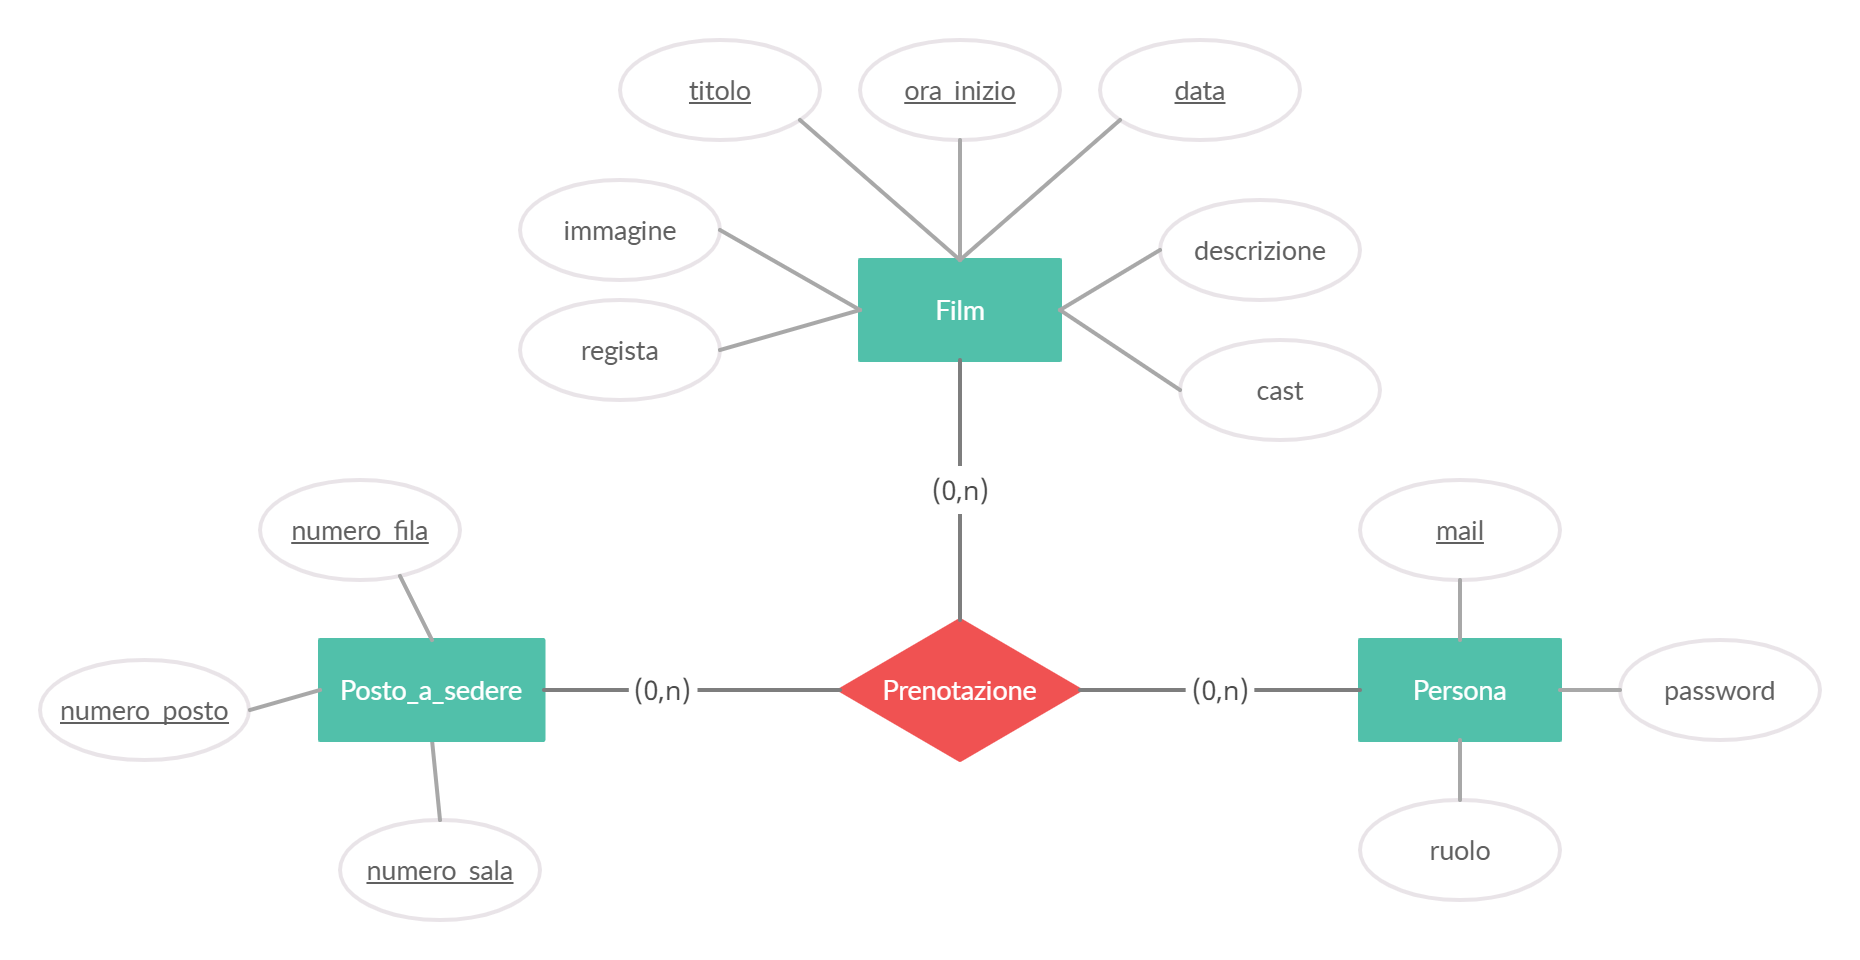 titolo
ora_inizio
data
immagine
descrizione
Film
regista
cast
(0,n)
numero_fila
mail
Posto_a_sedere
(0,n)
Prenotazione
(0,n)
Persona
password
numero_posto
ruolo
numero_sala